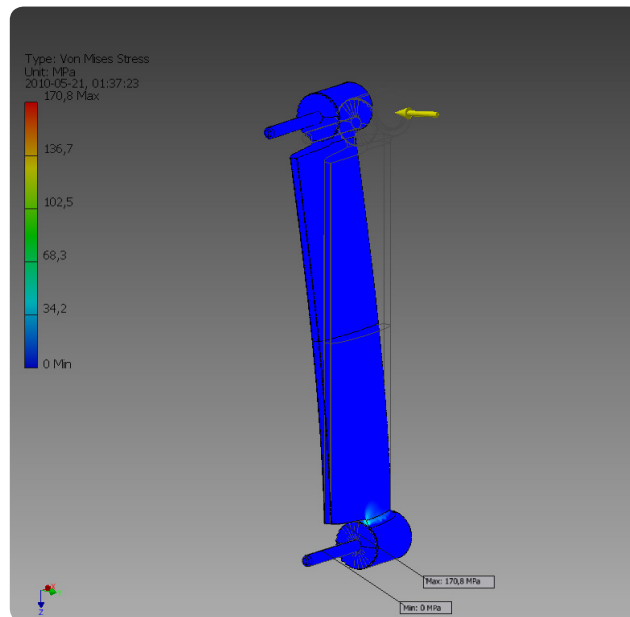 Type: Von Mises Stress
Unit: MPa
2010-05-21, 01:37:23
170,8 Max
136,7
102,5
68,3
34,2
0 Min
Max: 170,8 MPa
Min: 0 MPa
Z